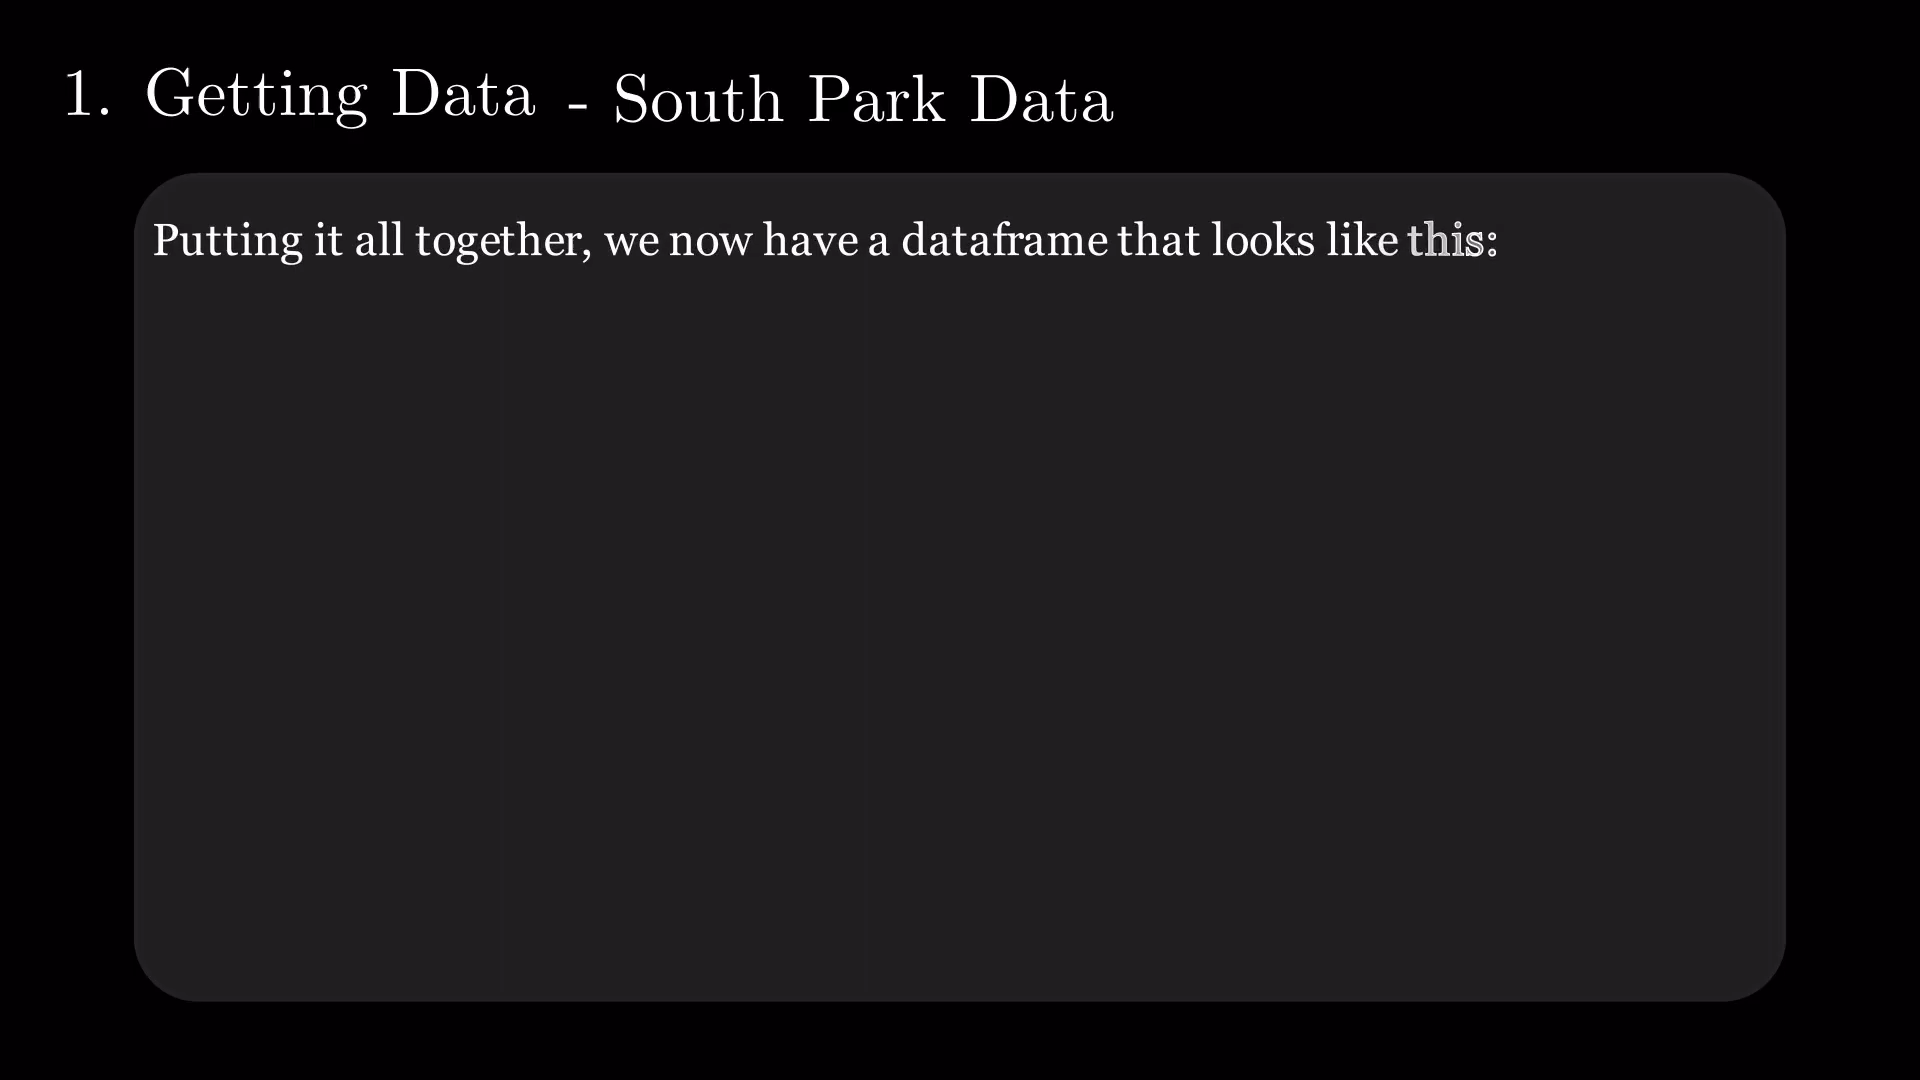 1. Getting Data - South Park Data
Putting it all together, we now have a dataframe that looks like this: